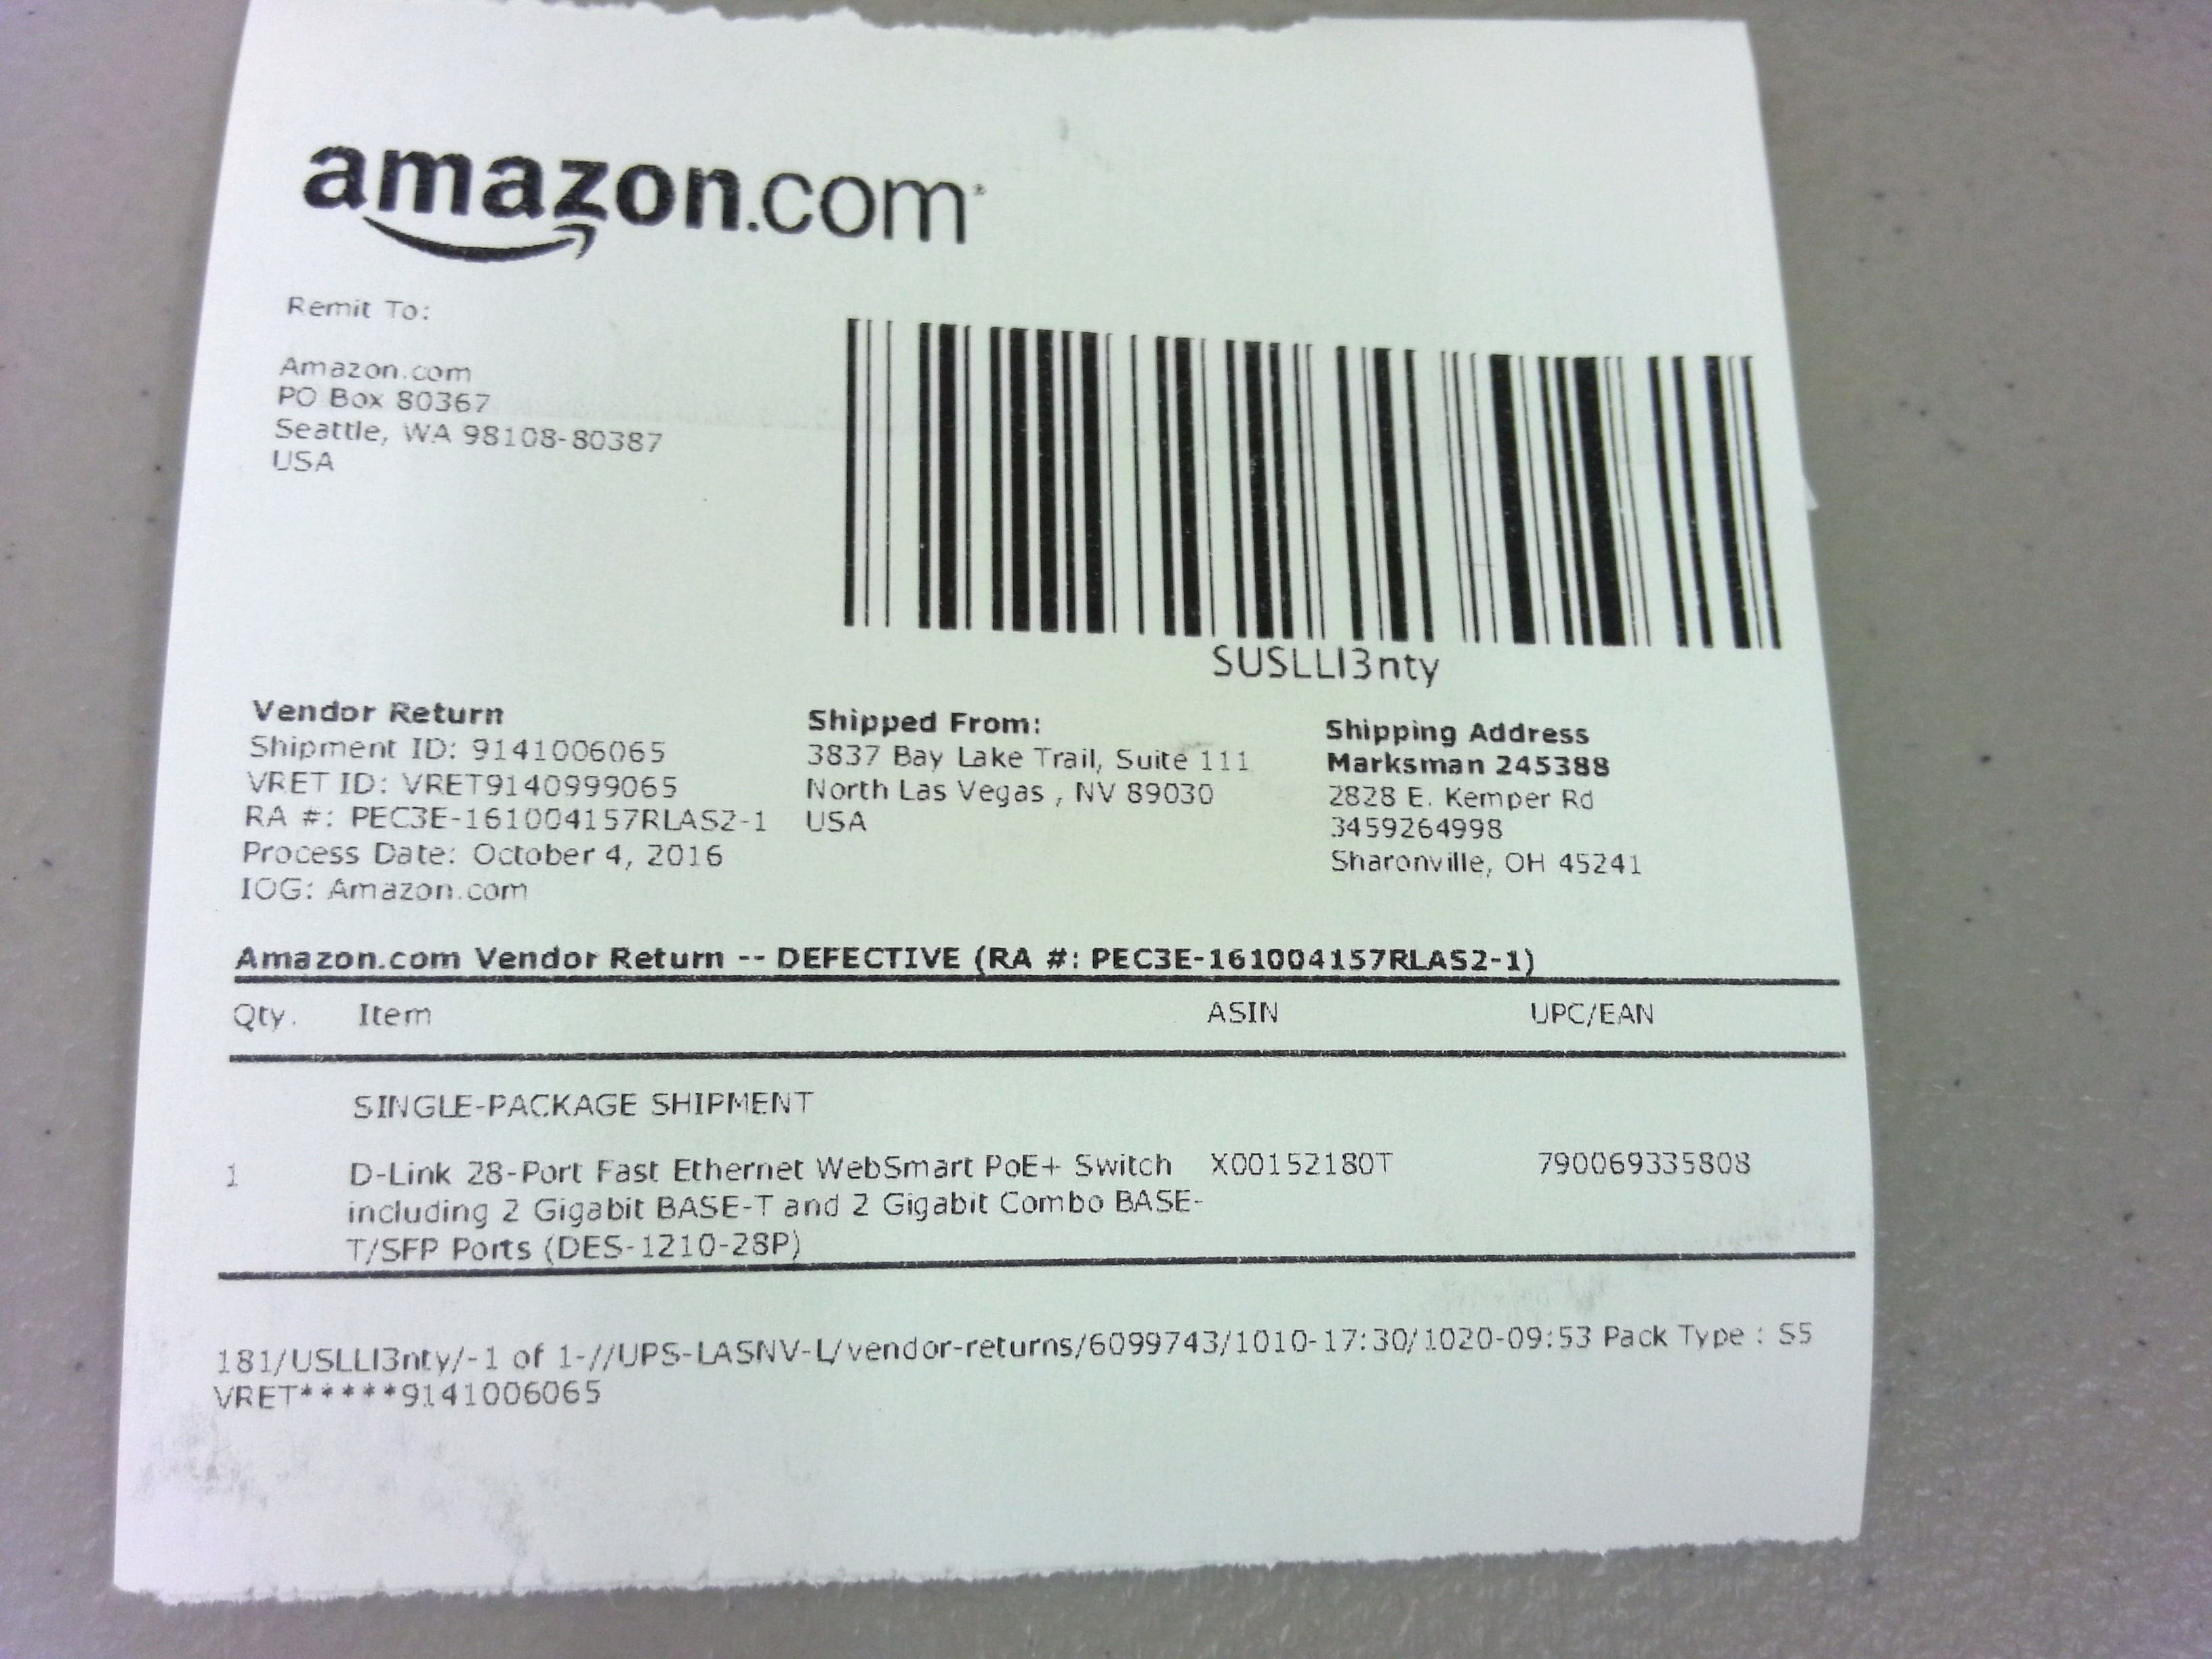 amazon.com
Remit To:
Amazon.com
PO Box 80367
Seattle, WA 98108-80387
USA
SUSLLI3nty
Vendor Return
Shipment ID: 9141006065
VRET ID: VRET9140999065
RA #: PEC3E-161004157RLAS2-1
Process Date: October 4, 2016
IOG: Amazon.com
Shipped From:
3837 Bay Lake Trail, Suite 111
North Las Vegas , NV 89030
USA
Shipping Address
Marksman 245388
2828 E. Kemper Rd
3459264998
Sharonville, OH 45241
Amazon.com Vendor Return -- DEFECTIVE (RA #: PEC3E-161004157RLAS2-1)
Qty. Item ASIN UPC/EAN
SINGLE-PACKAGE SHIPMENT
1 D-Link 28-Port Fast Ethernet WebSmart PoE+ Switch X00152180T 790069335808
including 2 Gigabit BASE-T and 2 Gigabit Combo BASE-
T/SFP Ports (DES-1210-28P)
181/USLLI3nty/-1 of 1-//UPS-LASNV-L/vendor-returns/6099743/1010-17:30/1020-09:53 Pack Type : S5
VRET*****9141006065